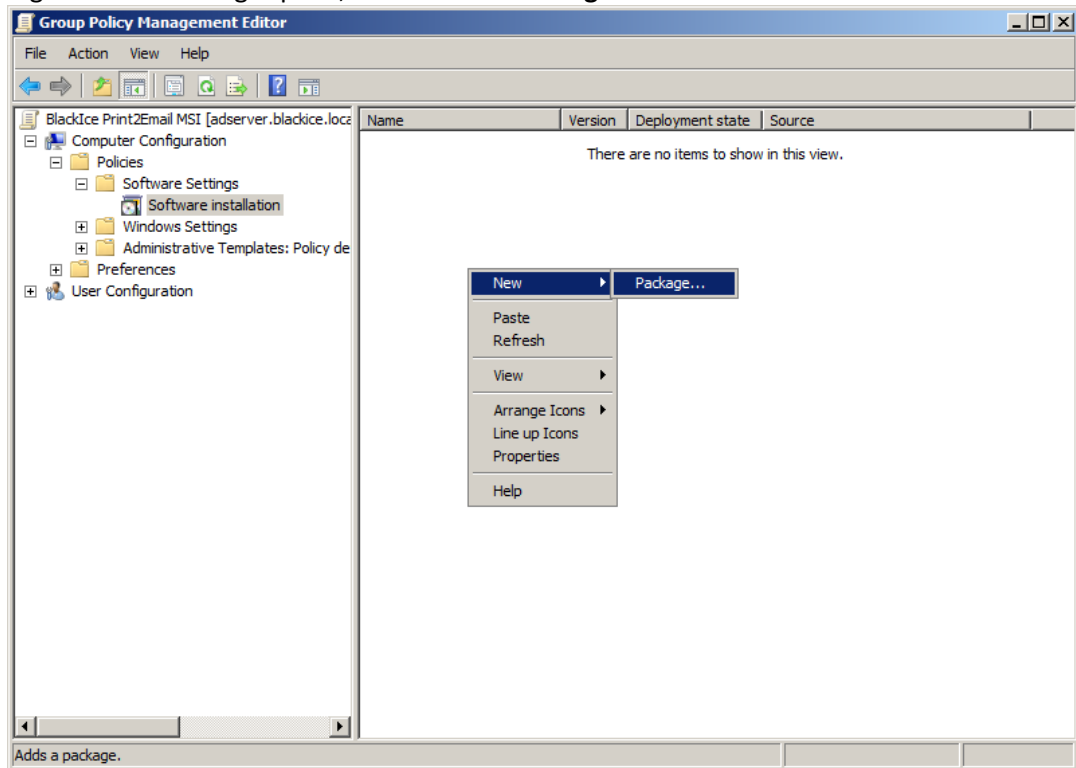 Group Policy Management Editor
File Action View Help
BlackIce Print2Email MSI [adserver.blackice.loca
Name Version Deployment state Source
Computer Configuration
There are no items to show in this view.
Policies
Software Settings
Software installation
Windows Settings
Administrative Templates: Policy de
Preferences
User Configuration
New
Package...
Paste
Refresh
View
Arrange Icons
Line up Icons
Properties
Help
Adds a package.